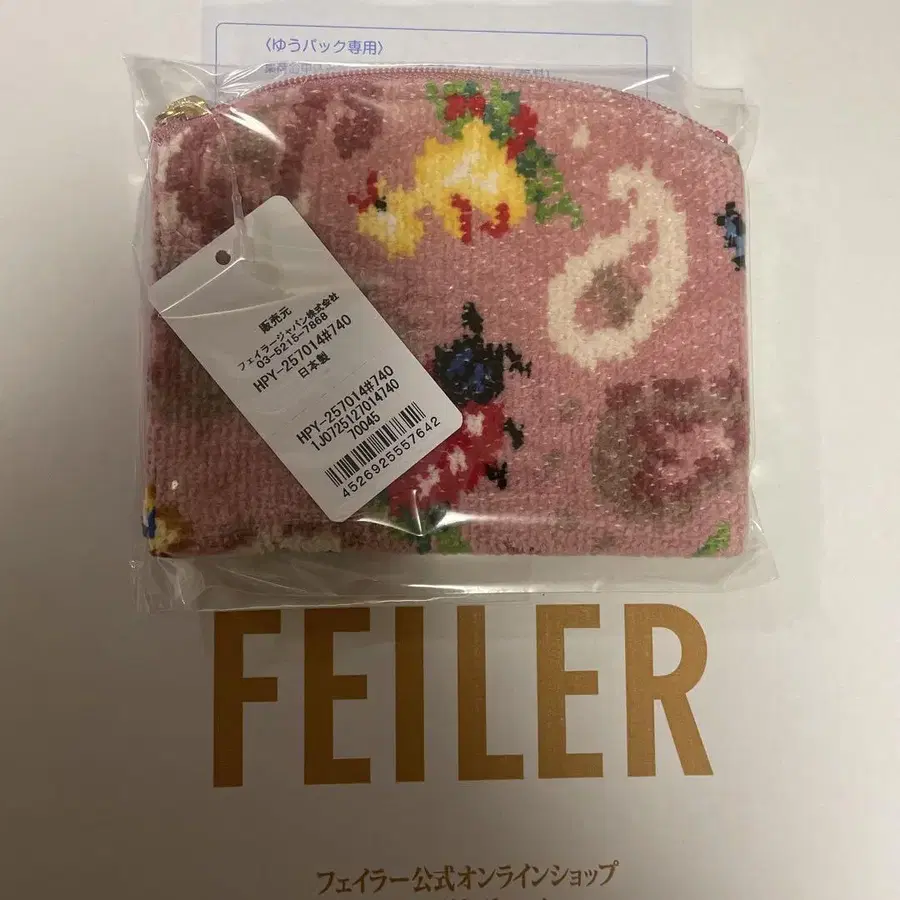 〈ゆうパック専用〉
販売元
フェイラージャパン株式会社
03-5215-7868
HPY-257014#740
日本製
HPY-257014#740
1J0725127014740
70045
4526925557642
FEILER
フェイラー公式オンラインショップ